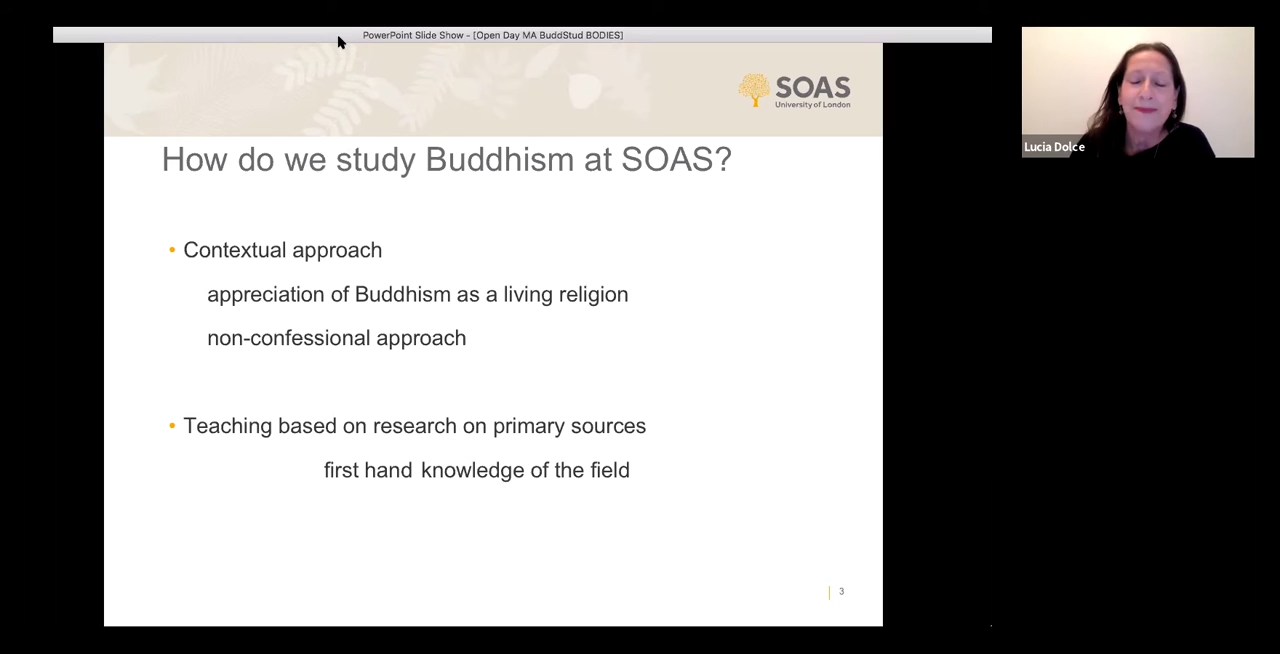 PowerPoint Slide Show - [Open Day MA BuddStud BODIES]
SOAS
University of London
How do we study Buddhism at SOAS?
• Contextual approach
appreciation of Buddhism as a living religion
non-confessional approach
• Teaching based on research on primary sources
first hand knowledge of the field
3
Lucia Dolce